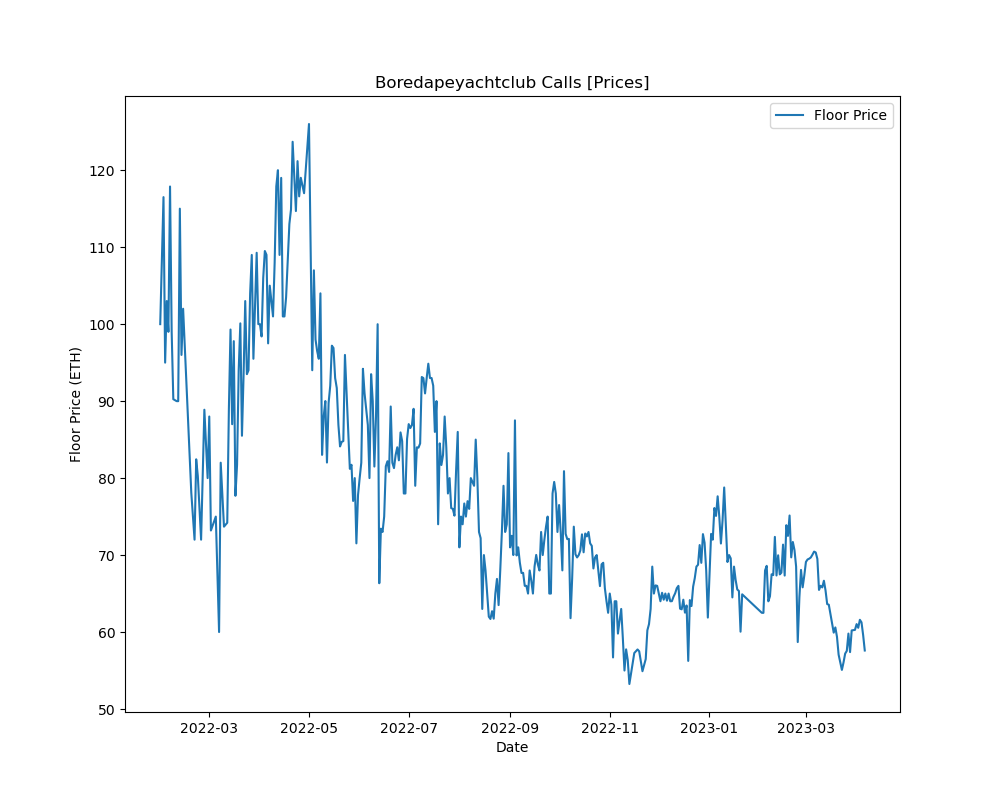 Boredapeyachtclub Calls [Prices]
Floor Price
120
110
100
90
80
70
60
50
Floor Price (ETH)
2022-03 2022-05 2022-07 2022-09 2022-11 2023-01 2023-03
Date